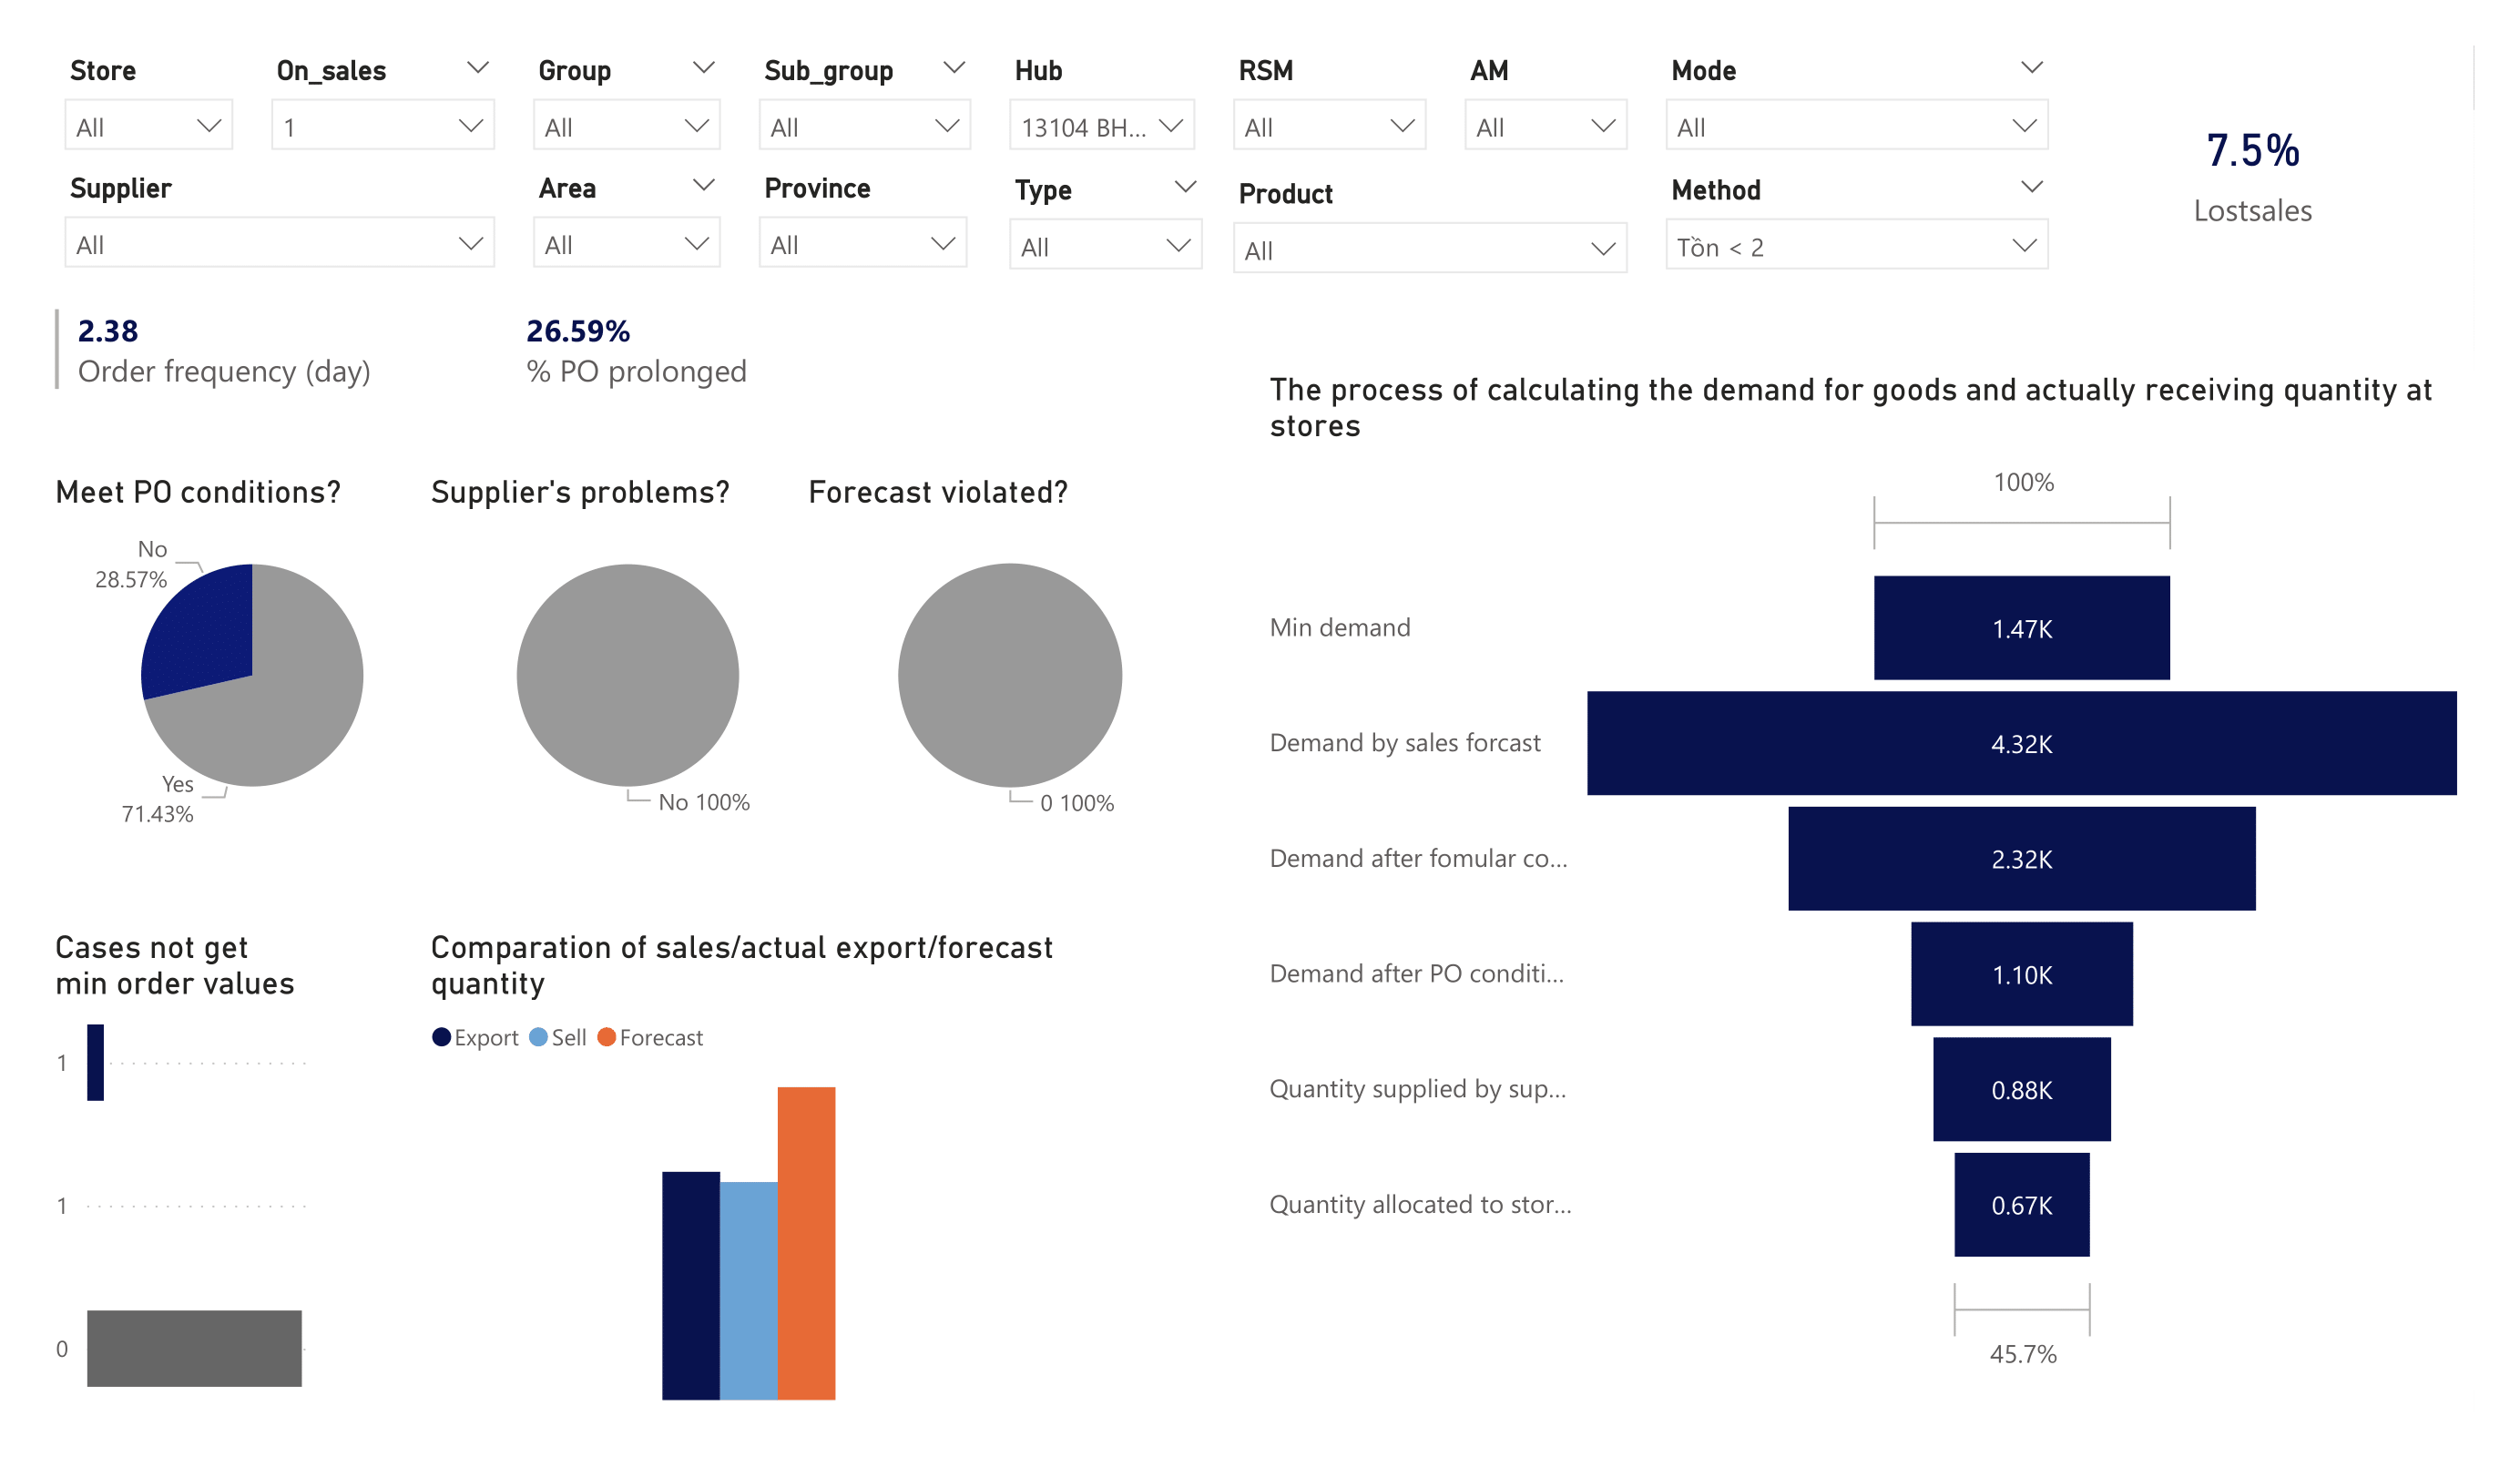 Store
On_sales
Group
Sub_group
Hub
RSM
AM
Mode
All
1
All
All
13104 BH...
All
All
All
7.5%
Lostsales
Supplier
Area
Province
Type
Product
Method
All
All
All
All
All
Tồn < 2
2.38
Order frequency (day)
26.59%
% PO prolonged
Meet PO conditions?
No
28.57%
Yes
71.43%
Supplier's problems?
No 100%
Forecast violated?
0 100%
Cases not get
min order values
1
1
0
Comparation of sales/actual export/forecast
quantity
Export Sell Forecast
The process of calculating the demand for goods and actually receiving quantity at
stores
100%
Min demand
1.47K
Demand by sales forcast
4.32K
Demand after fomular co...
2.32K
Demand after PO conditi...
1.10K
Quantity supplied by sup...
0.88K
Quantity allocated to stor...
0.67K
45.7%